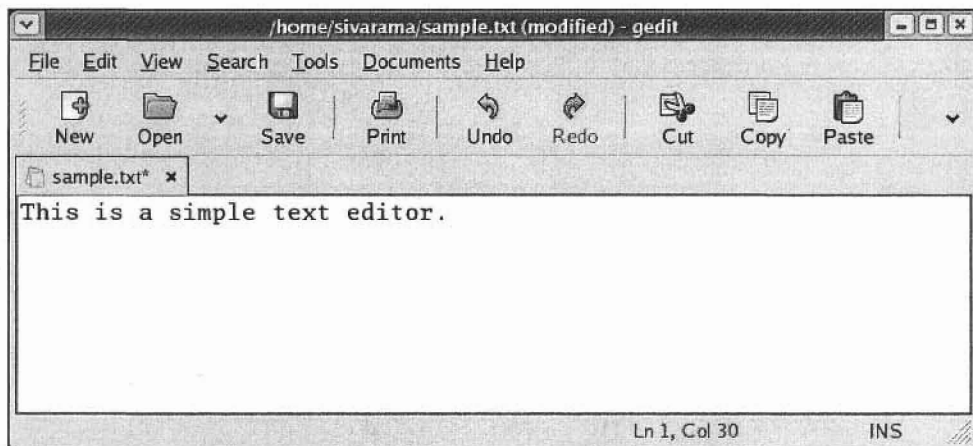 /home/sivarama/sample.txt (modified) - gedit
File Edit View Search Tools Documents Help
New Open Save Print Undo Redo Cut Copy Paste
sample.txt*
This is a simple text editor.
Ln 1, Col 30 INS